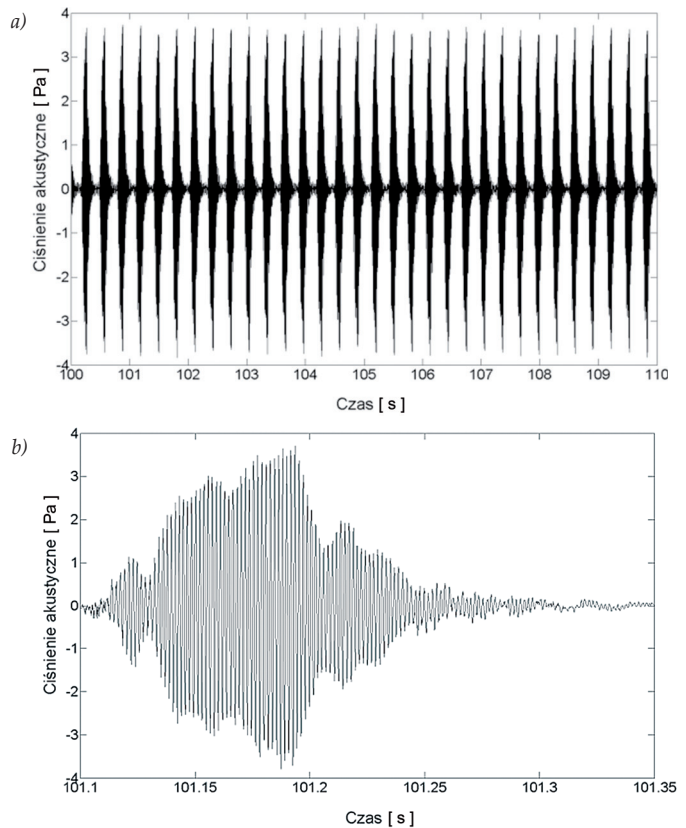 a)
4
3
2
1
0
-1
-2
-3
-4
Ciśnienie akustyczne [ Pa ]
100 101 102 103 104 105 106 107 108 109 110
Czas [ s ]
b)
4
3
2
1
0
-1
-2
-3
-4
Ciśnienie akustyczne [ Pa ]
101.1 101.15 101.2 101.25 101.3 101.35
Czas [ s ]